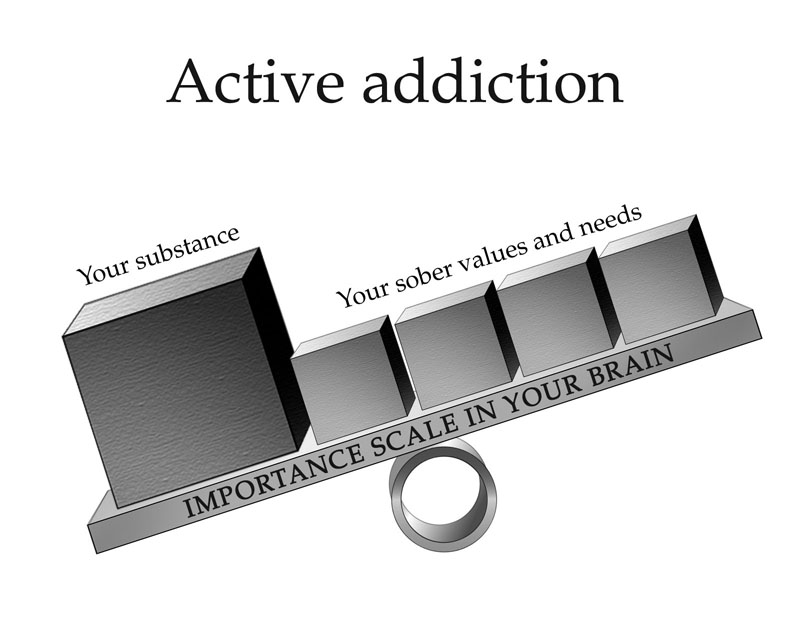 Active addiction
Your substance
Your sober values and needs
IMPORTANCE SCALE IN YOUR BRAIN